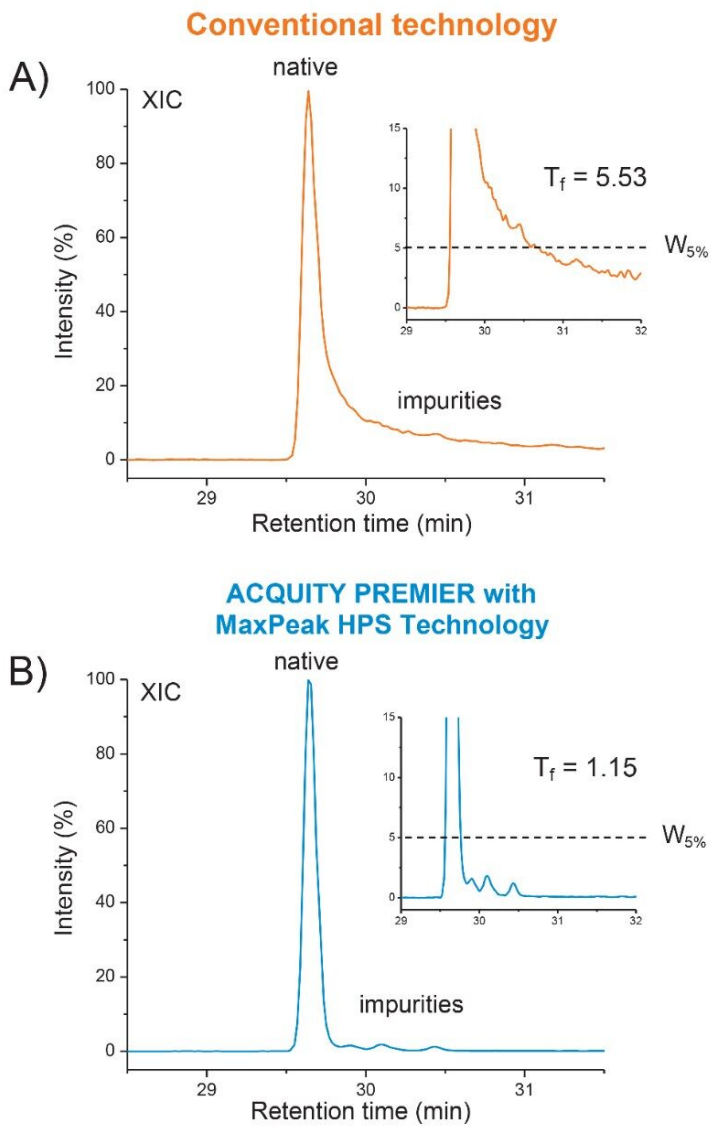 Conventional technology
A)
native
XIC
100
80
60
40
20
0
Intensity (%)
impurities
29
30
31
Retention time (min)
15
10
5
0
29
30
31
32
T_f = 5.53
W_5%
ACQUITY PREMIER with
MaxPeak HPS Technology
B)
native
XIC
100
80
60
40
20
0
Intensity (%)
impurities
29
30
31
Retention time (min)
15
10
5
0
29
30
31
32
T_f = 1.15
W_5%